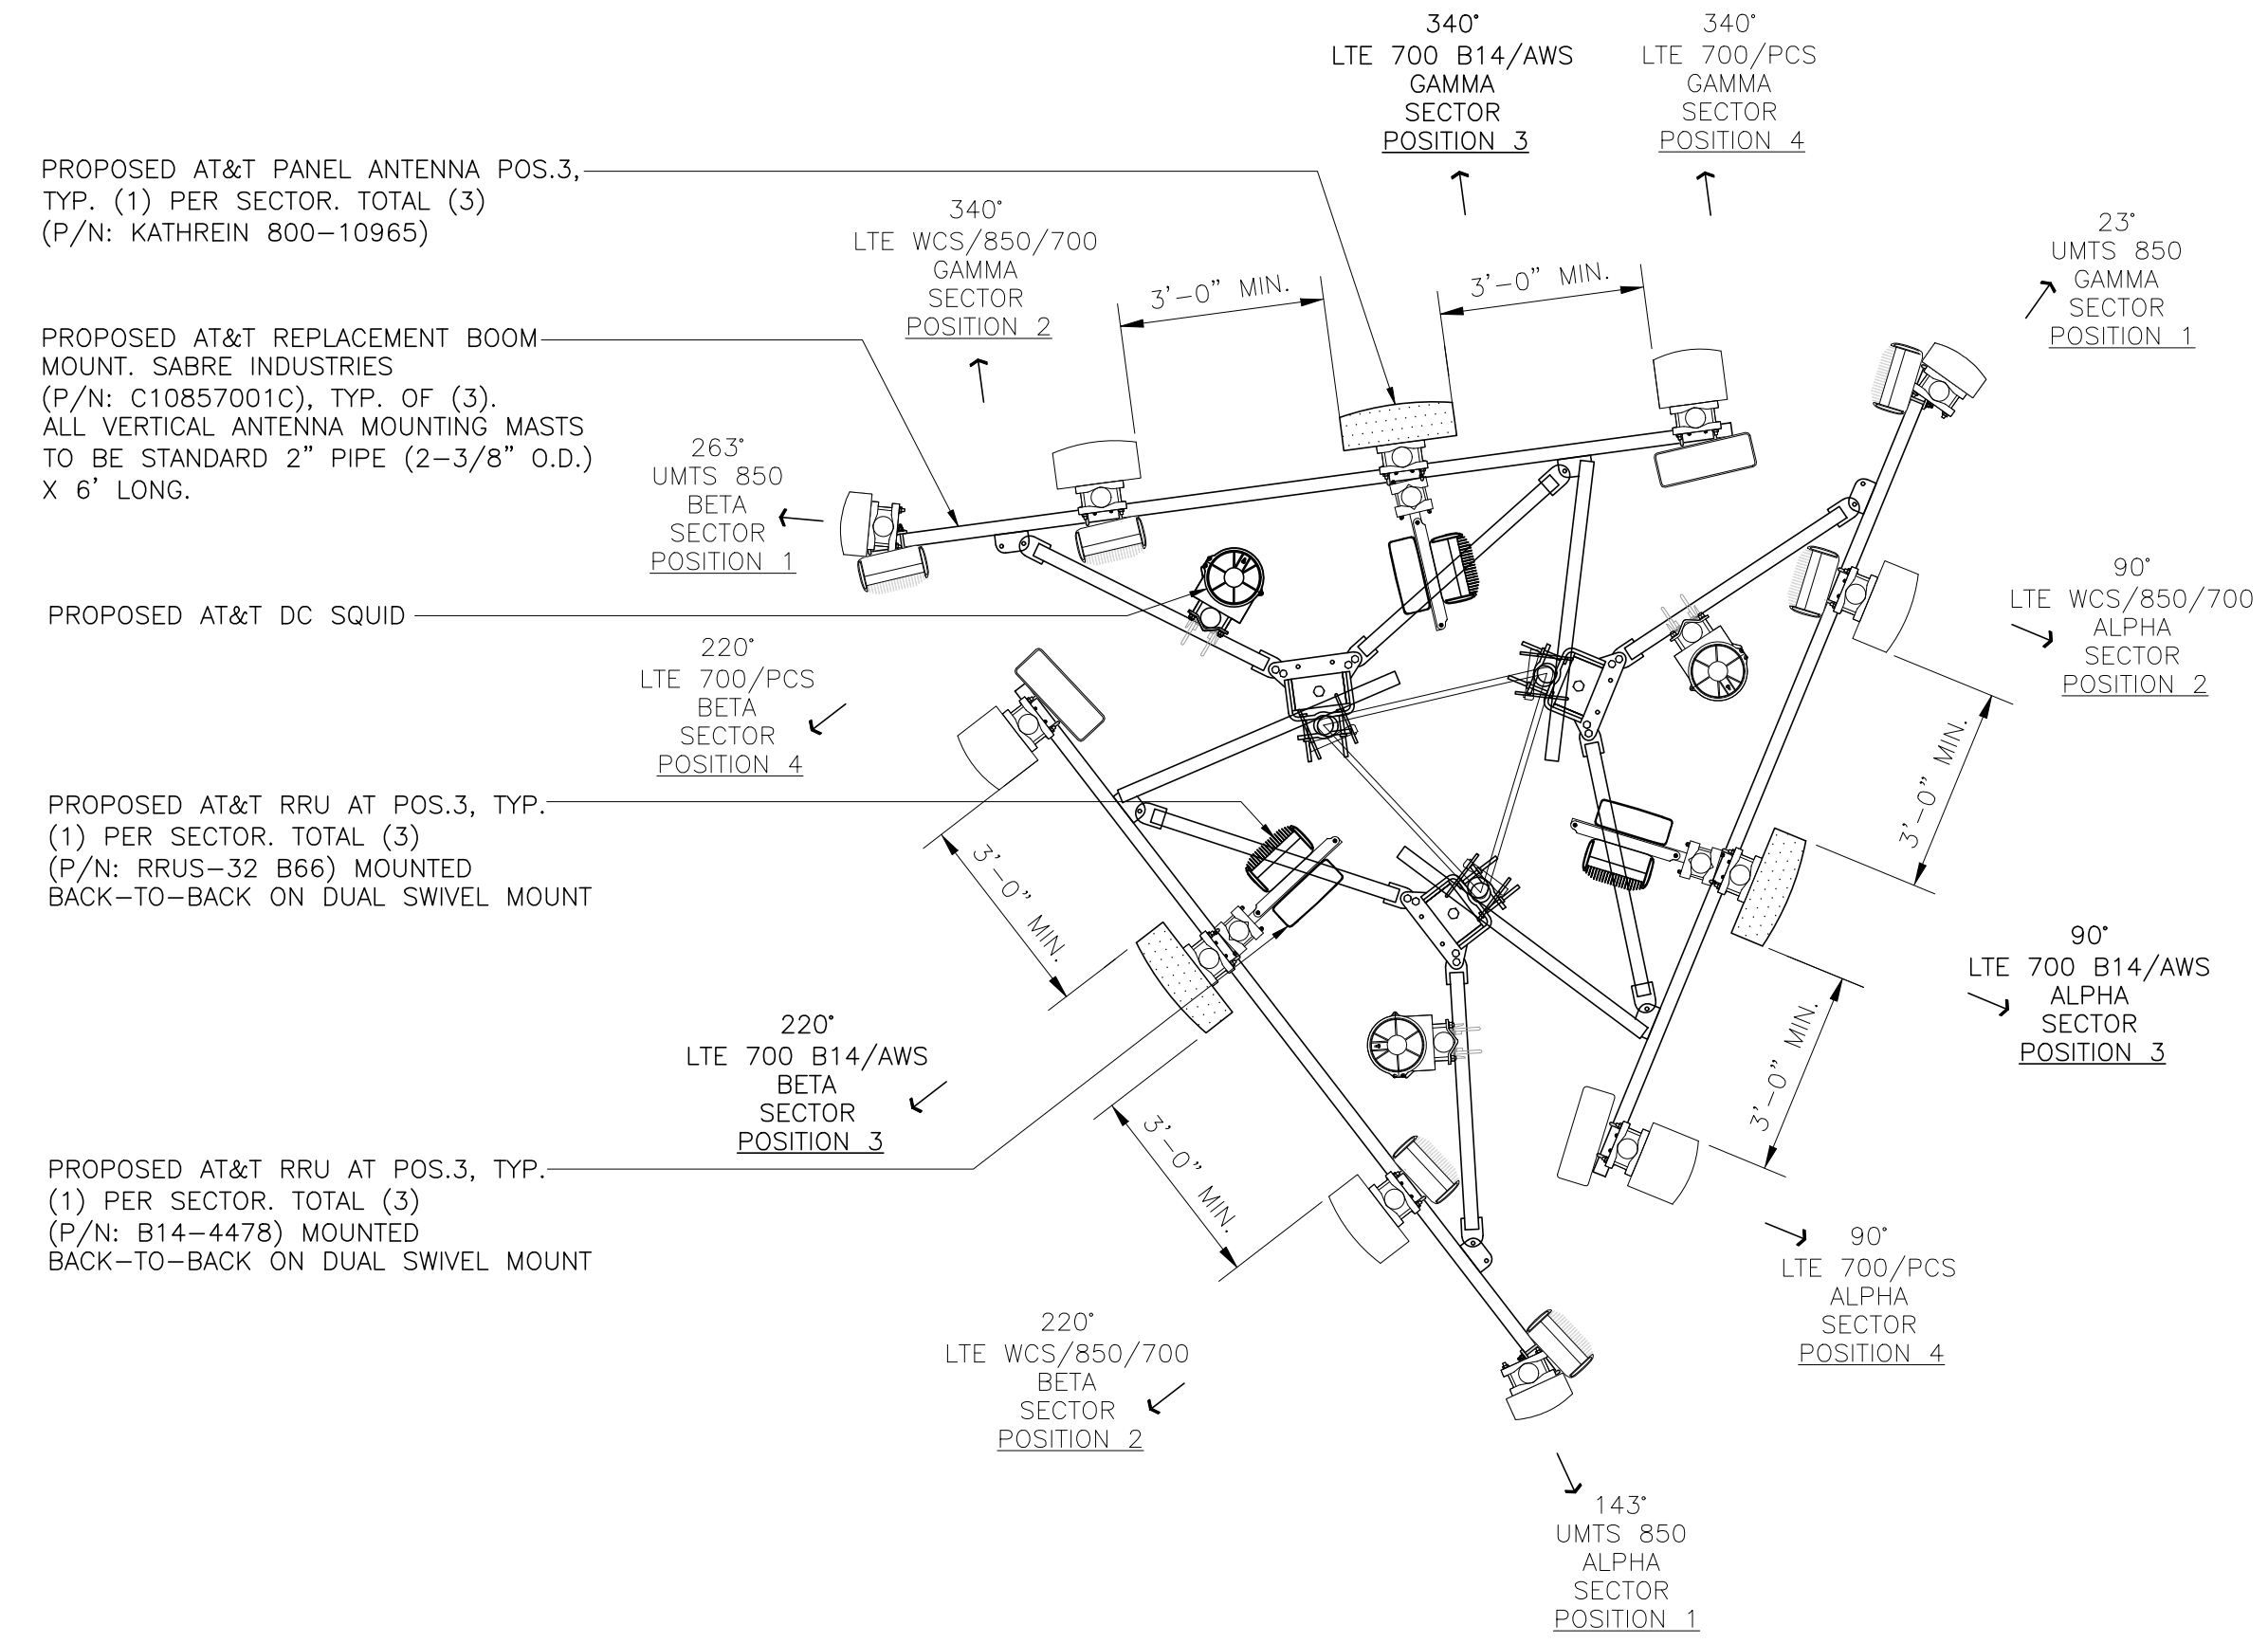 340°
LTE 700 B14/AWS
GAMMA
SECTOR
POSITION 3
340°
LTE 700/PCS
GAMMA
SECTOR
POSITION 4
PROPOSED AT&T PANEL ANTENNA POS.3,
TYP. (1) PER SECTOR. TOTAL (3)
(P/N: KATHREIN 800-10965)
340°
LTE WCS/850/700
GAMMA
SECTOR
POSITION 2
3'-0" MIN.
3'-0" MIN.
23°
UMTS 850
GAMMA
SECTOR
POSITION 1
PROPOSED AT&T REPLACEMENT BOOM
MOUNT. SABRE INDUSTRIES
(P/N: C10857001C), TYP. OF (3).
ALL VERTICAL ANTENNA MOUNTING MASTS
TO BE STANDARD 2" PIPE (2-3/8" O.D.)
X 6' LONG.
263°
UMTS 850
BETA
SECTOR
POSITION 1
90°
LTE WCS/850/700
ALPHA
SECTOR
POSITION 2
PROPOSED AT&T DC SQUID
220°
LTE 700/PCS
BETA
SECTOR
POSITION 4
3'-0" MIN.
PROPOSED AT&T RRU AT POS.3, TYP.
(1) PER SECTOR. TOTAL (3)
(P/N: RRUS-32 B66) MOUNTED
BACK-TO-BACK ON DUAL SWIVEL MOUNT
3'-0" MIN.
90°
LTE 700 B14/AWS
ALPHA
SECTOR
POSITION 3
220°
LTE 700 B14/AWS
BETA
SECTOR
POSITION 3
3'-0" MIN.
3'-0" MIN.
PROPOSED AT&T RRU AT POS.3, TYP.
(1) PER SECTOR. TOTAL (3)
(P/N: B14-4478) MOUNTED
BACK-TO-BACK ON DUAL SWIVEL MOUNT
90°
LTE 700/PCS
ALPHA
SECTOR
POSITION 4
220°
LTE WCS/850/700
BETA
SECTOR
POSITION 2
143°
UMTS 850
ALPHA
SECTOR
POSITION 1